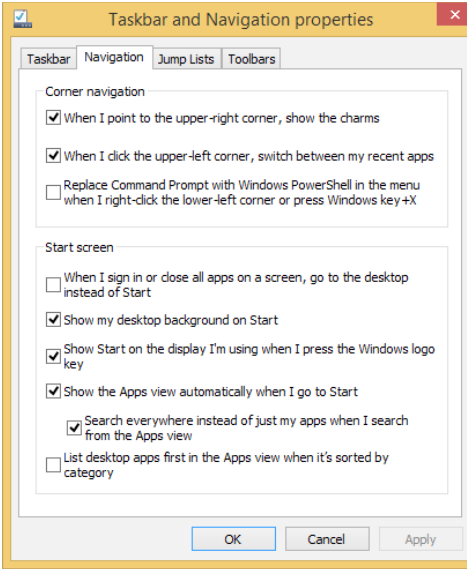 Taskbar and Navigation properties
Taskbar
Navigation
Jump Lists
Toolbars
Corner navigation
When I point to the upper-right corner, show the charms
When I click the upper-left corner, switch between my recent apps
Replace Command Prompt with Windows PowerShell in the menu
when I right-click the lower-left corner or press Windows key+X
Start screen
When I sign in or close all apps on a screen, go to the desktop
instead of Start
Show my desktop background on Start
Show Start on the display I'm using when I press the Windows logo
key
Show the Apps view automatically when I go to Start
Search everywhere instead of just my apps when I search
from the Apps view
List desktop apps first in the Apps view when it's sorted by
category
OK
Cancel
Apply